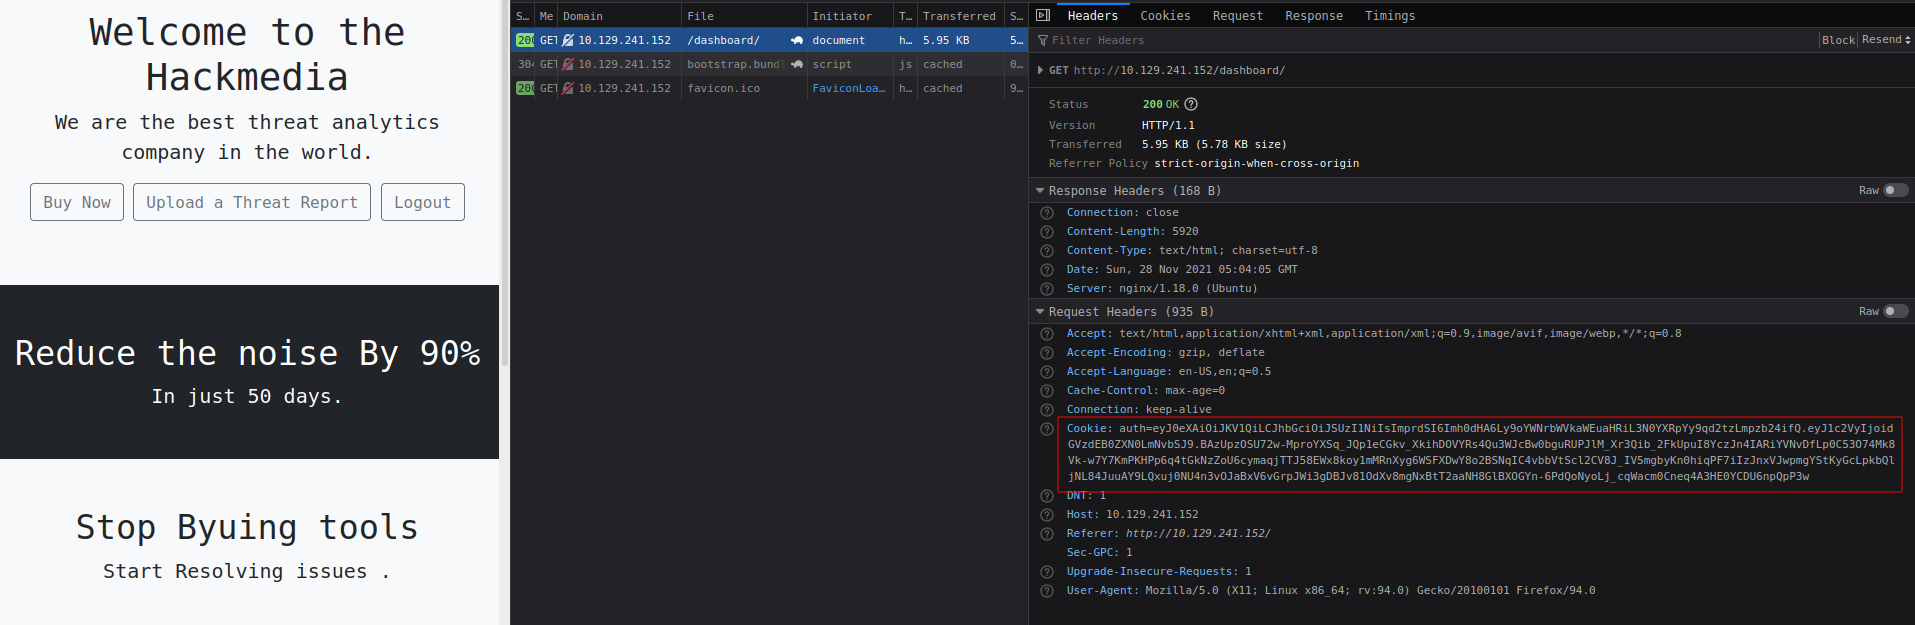 Welcome to the
Hackmedia
We are the best threat analytics
company in the world.
Buy Now Upload a Threat Report Logout
Reduce the noise By 90%
In just 50 days.
Stop Byuing tools
Start Resolving issues .
S… Me Domain File Initiator T… Transferred S…
200 GET 10.129.241.152 /dashboard/ document h… 5.95 KB 5…
304 GET 10.129.241.152 bootstrap.bundl script js cached 0…
200 GET 10.129.241.152 favicon.ico FaviconLoa… h… cached 9…
Headers Cookies Request Response Timings
Filter Headers Block Resend
GET http://10.129.241.152/dashboard/
Status 200 OK
Version HTTP/1.1
Transferred 5.95 KB (5.78 KB size)
Referrer Policy strict-origin-when-cross-origin
Response Headers (168 B) Raw
Connection: close
Content-Length: 5920
Content-Type: text/html; charset=utf-8
Date: Sun, 28 Nov 2021 05:04:05 GMT
Server: nginx/1.18.0 (Ubuntu)
Request Headers (935 B) Raw
Accept: text/html,application/xhtml+xml,application/xml;q=0.9,image/avif,image/webp,*/*;q=0.8
Accept-Encoding: gzip, deflate
Accept-Language: en-US,en;q=0.5
Cache-Control: max-age=0
Connection: keep-alive
Cookie: auth=eyJ0eXAiOiJKV1QiLCJhbGciOiJSUzI1NiIsImprdSI6Imh0dHA6Ly9oYWNrbWVkaWEuaHRiL3N0YXRpYy9qd2tzLmpzb24ifQ.eyJ1c2VyIjoid
GVzdEB0ZXN0LmNvbSJ9.BAzUpzOSU72w-MproYXSq_JQp1eCGkv_XkihDOVYRs4Qu3WJcBw0bguRUPJlM_Xr3Qib_2FkUpuI8YczJn4IARiYVNvDfLp0C53O74Mk8
Vk-w7Y7KmPKHPp6q4tGkNzZoU6cymaqjTTJ58EWx8koy1mMRnXyg6WSFXDwY8o2BSNqIC4vbbVtScl2CV8J_IV5mgbyKn0hiqPF7iIzJnxVJwpmgYStKyGcLpkbQl
jNL84JuuAY9LQxuj0NU4n3vOJaBxV6vGrpJWi3gDBJv81OdXv8mgNxBtT2aaNH8GlBXOGYn-6PdQoNyoLj_cqWacm0Cneq4A3HE0YCDU6npQpP3w
DNT: 1
Host: 10.129.241.152
Referer: http://10.129.241.152/
Sec-GPC: 1
Upgrade-Insecure-Requests: 1
User-Agent: Mozilla/5.0 (X11; Linux x86_64; rv:94.0) Gecko/20100101 Firefox/94.0